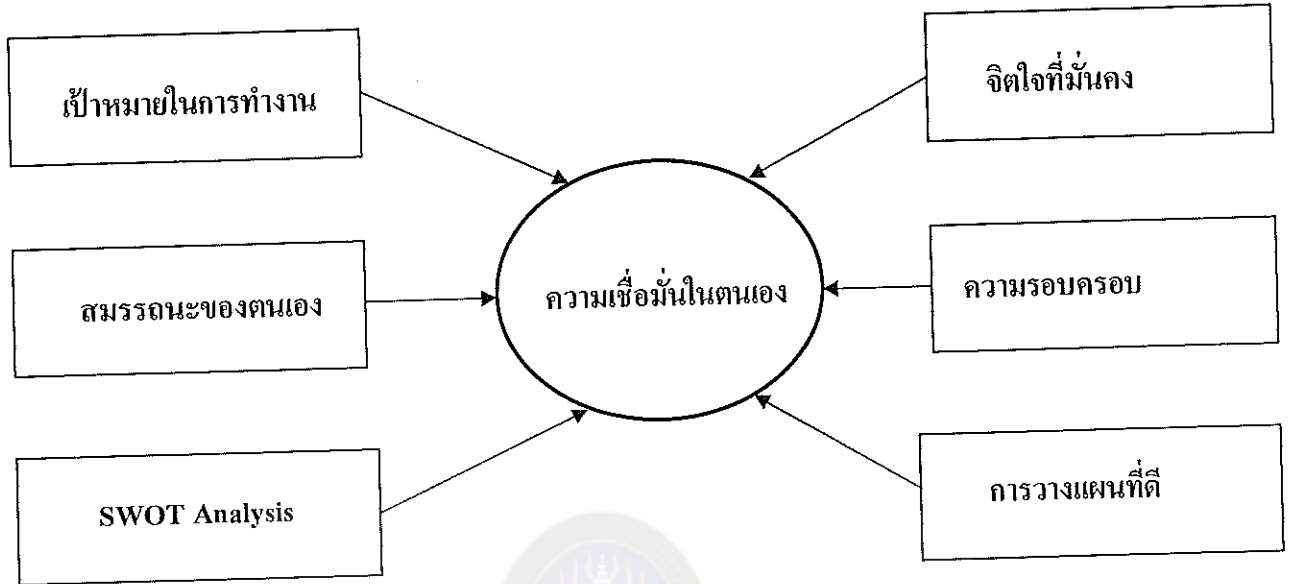 เป้าหมายในการทำงาน
จิตใจที่มั่นคง
สมรรถนะของตนเอง
ความเชื่อมั่นในตนเอง
ความรอบครอบ
SWOT Analysis
การวางแผนที่ดี